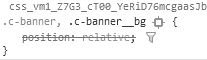 css_vm1_Z7G3_cT00_YeRiD76mcgaasJb
.c-banner, .c-banner__bg {
position: relative;
}